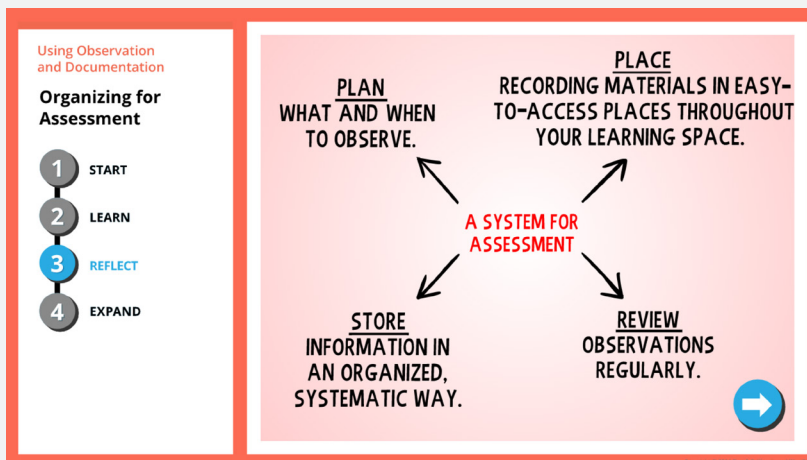 Using Observation
and Documentation
Organizing for
Assessment
1 START
2 LEARN
3 REFLECT
4 EXPAND
PLAN
WHAT AND WHEN
TO OBSERVE.
PLACE
RECORDING MATERIALS IN EASY-
TO-ACCESS PLACES THROUGHOUT
YOUR LEARNING SPACE.
A SYSTEM FOR
ASSESSMENT
STORE
INFORMATION IN
AN ORGANIZED,
SYSTEMATIC WAY.
REVIEW
OBSERVATIONS
REGULARLY.